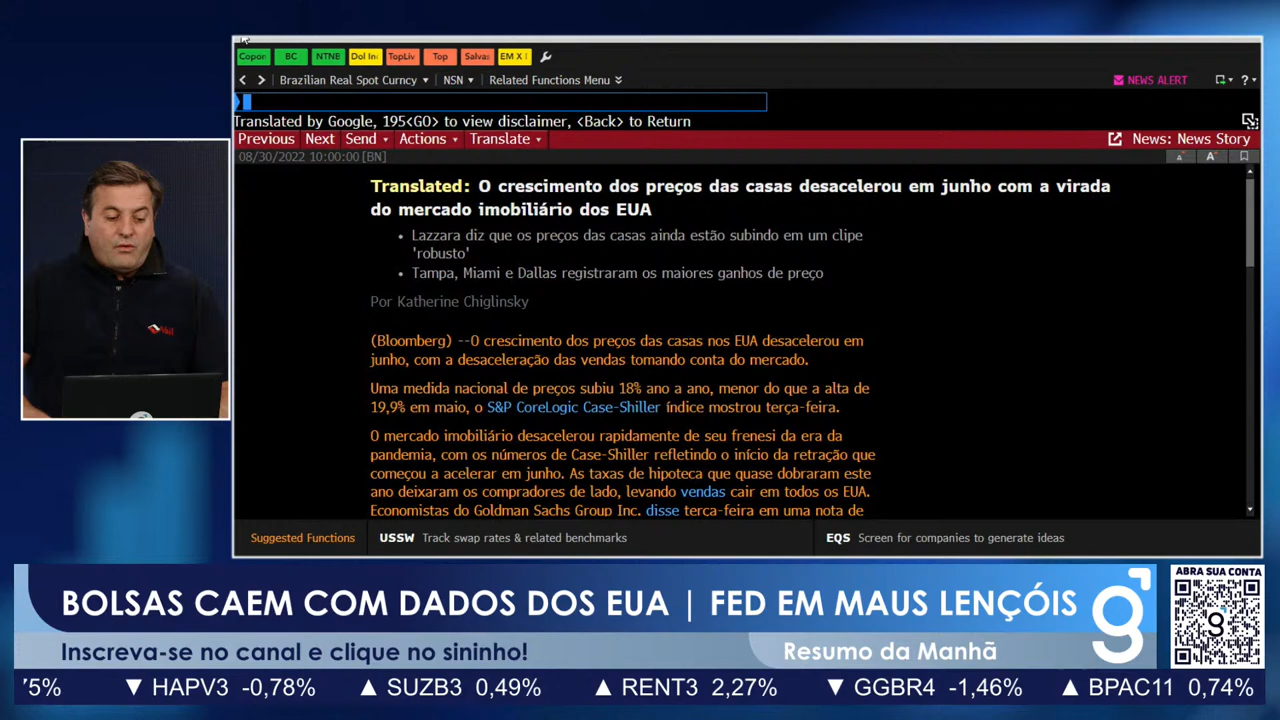 Copon BC NTNE Dol Inc TopLiv Top Salvas EM X I
Brazilian Real Spot Curncy NSN Related Functions Menu NEWS ALERT ?
Translated by Google, 195<GO> to view disclaimer, <Back> to Return
Previous Next Send Actions Translate News: News Story
08/30/2022 10:00:00 [BN] A A
Translated: O crescimento dos preços das casas desacelerou em junho com a virada
do mercado imobiliário dos EUA
• Lazzara diz que os preços das casas ainda estão subindo em um clipe
'robusto'
• Tampa, Miami e Dallas registraram os maiores ganhos de preço
Por Katherine Chiglinsky
(Bloomberg) --O crescimento dos preços das casas nos EUA desacelerou em
junho, com a desaceleração das vendas tomando conta do mercado.
Uma medida nacional de preços subiu 18% ano a ano, menor do que a alta de
19,9% em maio, o S&P CoreLogic Case-Shiller índice mostrou terça-feira.
O mercado imobiliário desacelerou rapidamente de seu frenesi da era da
pandemia, com os números de Case-Shiller refletindo o início da retração que
começou a acelerar em junho. As taxas de hipoteca que quase dobraram este
ano deixaram os compradores de lado, levando vendas cair em todos os EUA.
Economistas do Goldman Sachs Group Inc. disse terça-feira em uma nota de
Suggested Functions USSW Track swap rates & related benchmarks EQS Screen for companies to generate ideas
BOLSAS CAEM COM DADOS DOS EUA | FED EM MAUS LENÇÓIS
ABRA SUA CONTA
g
Inscreva-se no canal e clique no sininho! Resumo da Manhã
75% ▼ HAPV3 -0,78% ▲ SUZB3 0,49% ▲ RENT3 2,27% ▼ GGBR4 -1,46% ▲ BPAC11 0,74%